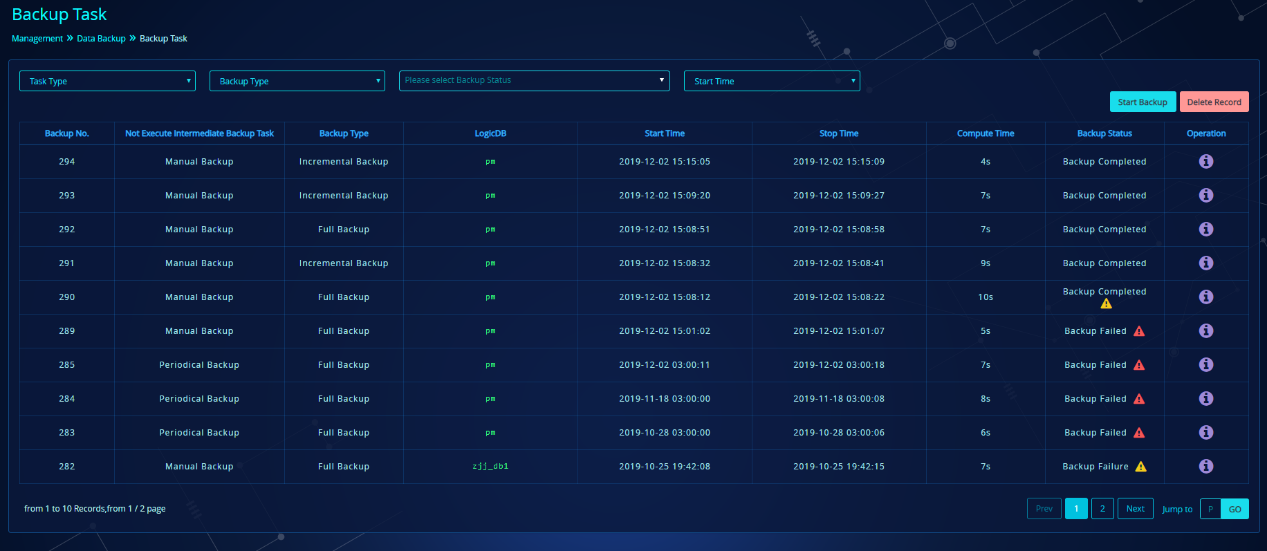 Backup Task
Management » Data Backup » Backup Task
Task Type Backup Type Please select Backup Status Start Time
Start Backup Delete Record
Backup No. Not Execute Intermediate Backup Task Backup Type LogicDB Start Time Stop Time Compute Time Backup Status Operation
294 Manual Backup Incremental Backup pm 2019-12-02 15:15:05 2019-12-02 15:15:09 4s Backup Completed
293 Manual Backup Incremental Backup pm 2019-12-02 15:09:20 2019-12-02 15:09:27 7s Backup Completed
292 Manual Backup Full Backup pm 2019-12-02 15:08:51 2019-12-02 15:08:58 7s Backup Completed
291 Manual Backup Incremental Backup pm 2019-12-02 15:08:32 2019-12-02 15:08:41 9s Backup Completed
290 Manual Backup Full Backup pm 2019-12-02 15:08:12 2019-12-02 15:08:22 10s Backup Completed
289 Manual Backup Full Backup pm 2019-12-02 15:01:02 2019-12-02 15:01:07 5s Backup Failed
285 Periodical Backup Full Backup pm 2019-12-02 03:00:11 2019-12-02 03:00:18 7s Backup Failed
284 Periodical Backup Full Backup pm 2019-11-18 03:00:00 2019-11-18 03:00:08 8s Backup Failed
283 Periodical Backup Full Backup pm 2019-10-28 03:00:00 2019-10-28 03:00:06 6s Backup Failed
282 Manual Backup Full Backup zjj_db1 2019-10-25 19:42:08 2019-10-25 19:42:15 7s Backup Failure
from 1 to 10 Records,from 1 / 2 page Prev 1 2 Next Jump to P GO